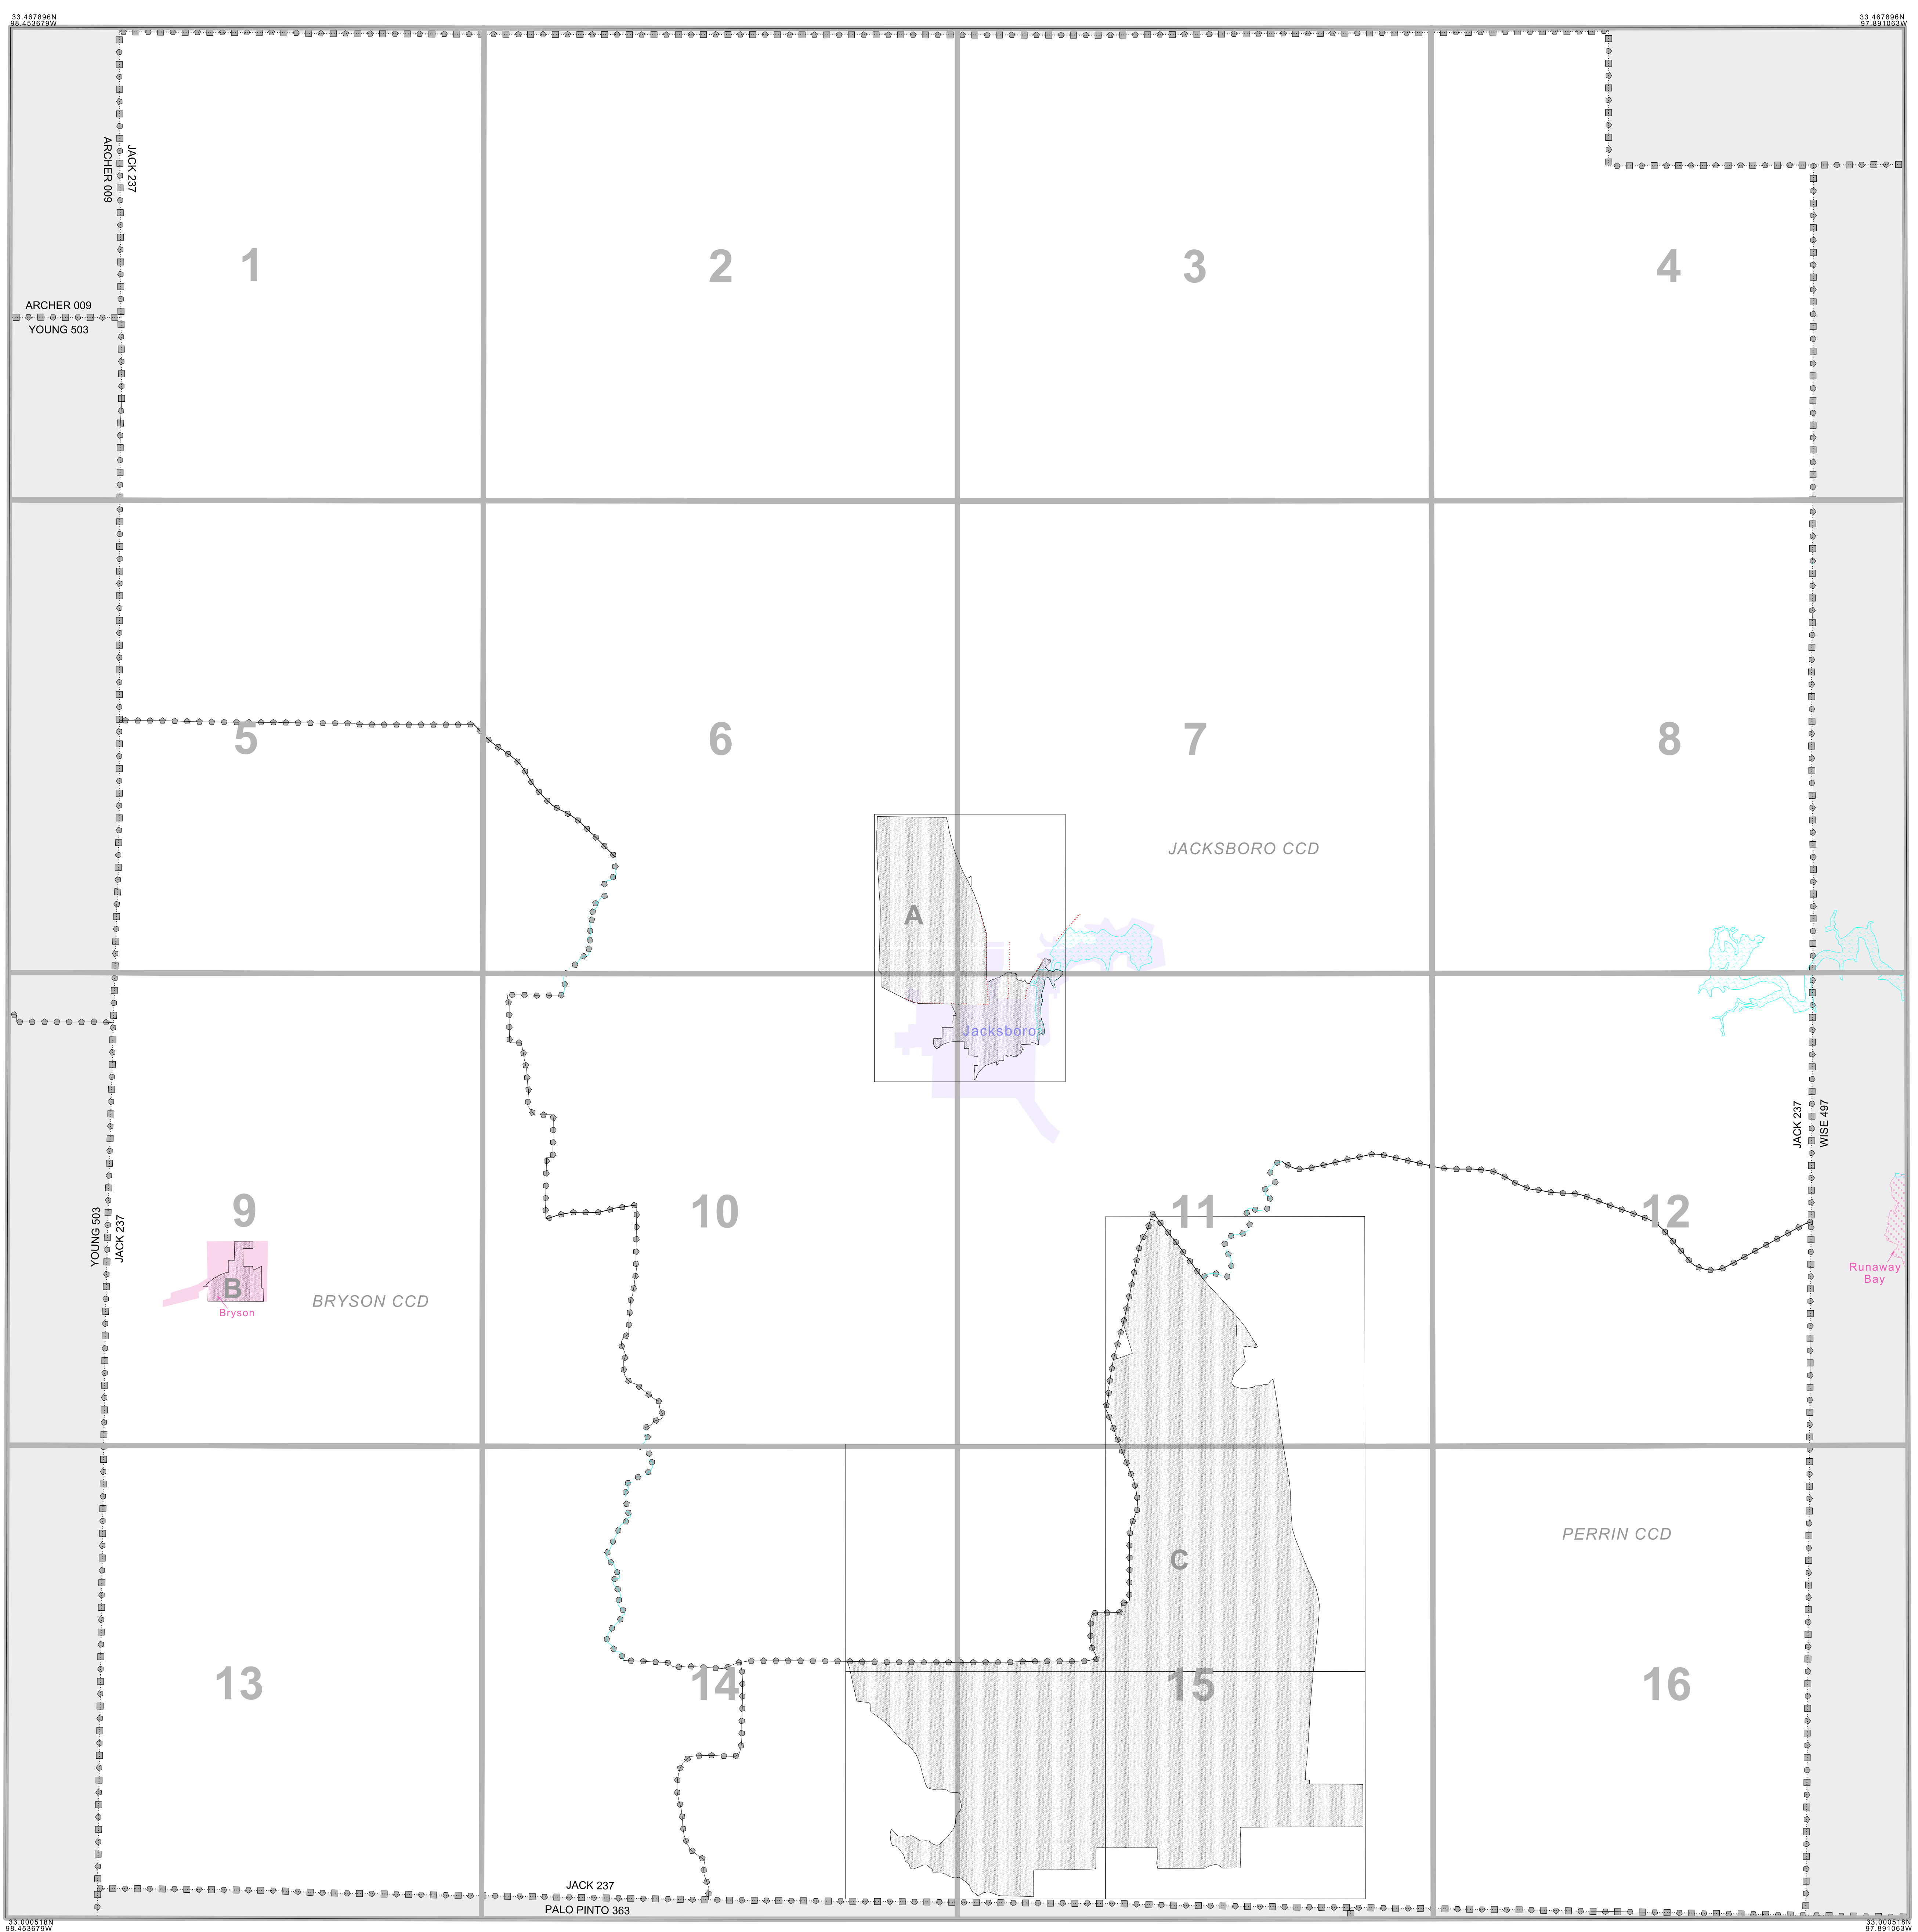 33.467896N
98.453679W
33.467896N
97.891063W
JACK 237
ARCHER 009
1
2
3
4
ARCHER 009
YOUNG 503
5
6
7
8
JACKSBORO CCD
1
A
Jacksboro
JACK 237
WISE 497
9
10
11
12
YOUNG 503
JACK 237
B
Bryson
BRYSON CCD
Runaway
Bay
1
PERRIN CCD
C
13
14
15
16
JACK 237
PALO PINTO 363
33.000518N
98.453679W
33.000518N
97.891063W